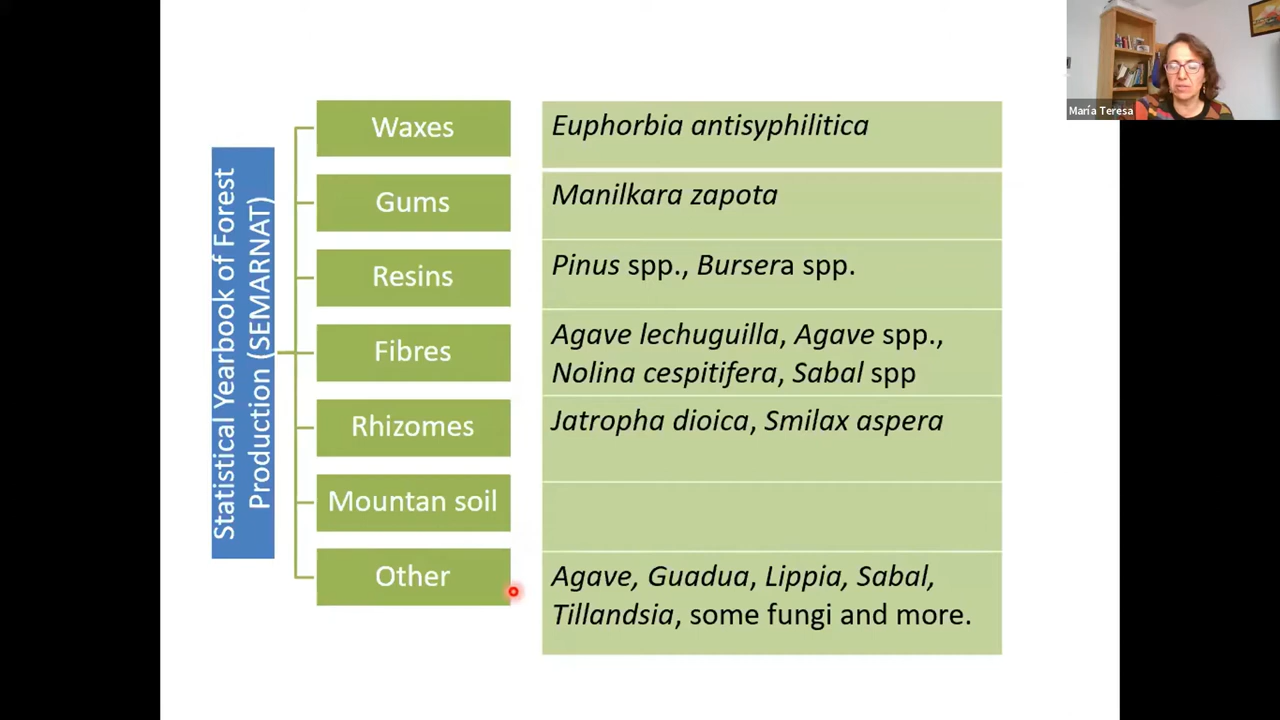 Statistical Yearbook of Forest
Production (SEMARNAT)
Waxes
Euphorbia antisyphilitica
Gums
Manilkara zapota
Resins
Pinus spp., Bursera spp.
Fibres
Agave lechuguilla, Agave spp.,
Nolina cespitifera, Sabal spp
Rhizomes
Jatropha dioica, Smilax aspera
Mountan soil
Other
Agave, Guadua, Lippia, Sabal,
Tillandsia, some fungi and more.
María Teresa